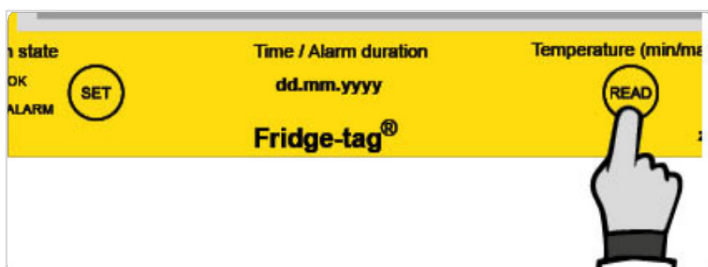 n state
Time / Alarm duration
Temperature (min/ma
OK
SET
dd.mm.yyyy
READ
ALARM
Fridge-tag®